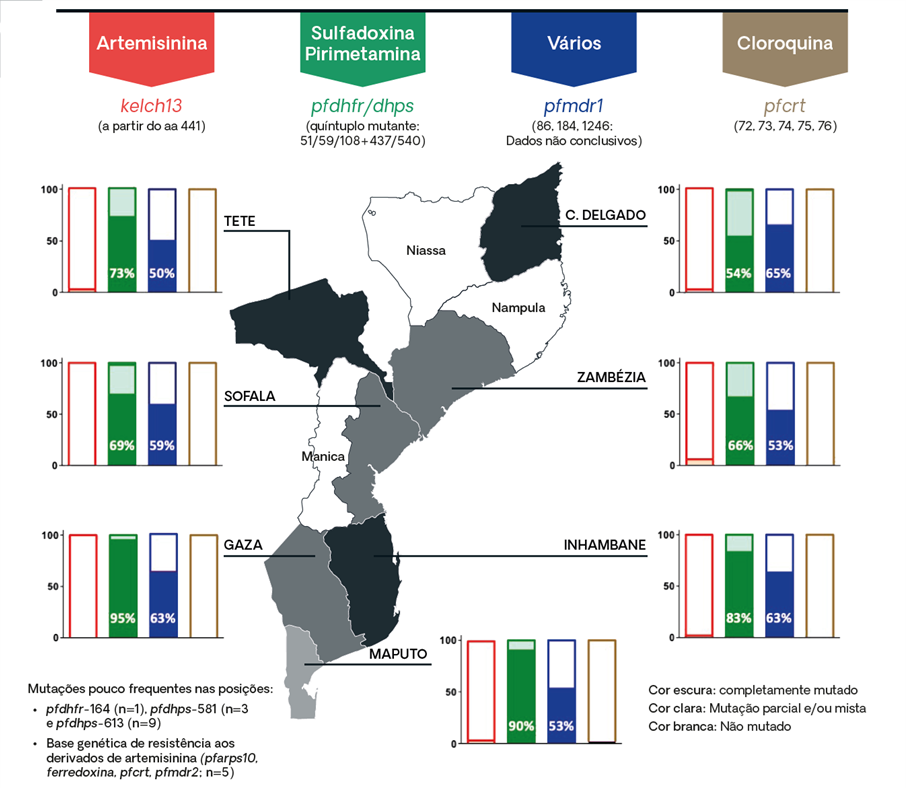 Artemisinina
Sulfadoxina
Pirimetamina
Vários
Cloroquina
kelch13
(a partir do aa 441)
pfdhfr/dhps
(quíntuplo mutante:
51/59/108+437/540)
pfmdr1
(86, 184, 1246:
Dados não conclusivos)
pfcrt
(72, 73, 74, 75, 76)
100
50
0
73%
50%
TETE
C. DELGADO
100
50
0
54%
65%
Niassa
Nampula
100
50
0
69%
59%
SOFALA
ZAMBÉZIA
100
50
0
66%
53%
Manica
100
50
0
95%
63%
GAZA
INHAMBANE
100
50
0
83%
63%
MAPUTO
100
50
0
90%
53%
Mutações pouco frequentes nas posições:
• pfdhfr-164 (n=1), pfdhps-581 (n=3
e pfdhps-613 (n=9)
• Base genética de resistência aos
derivados de artemisinina (pfarps10,
ferredoxina, pfcrt, pfmdr2; n=5)
Cor escura: completamente mutado
Cor clara: Mutação parcial e/ou mista
Cor branca: Não mutado